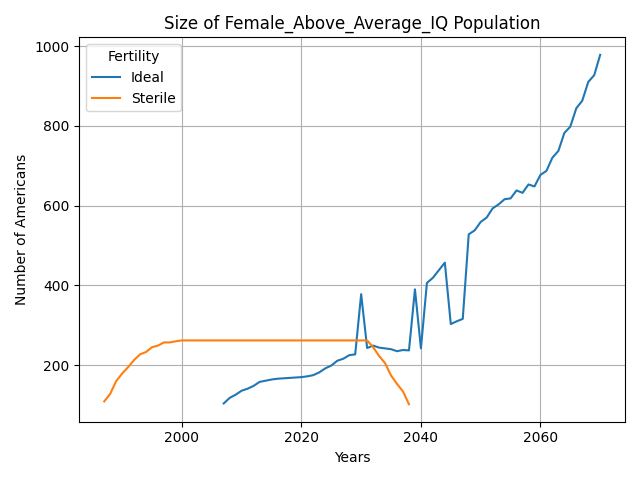 Size of Female_Above_Average_IQ Population
Fertility
Ideal
Sterile
Number of Americans
1000
800
600
400
200
2000
2020
2040
2060
Years